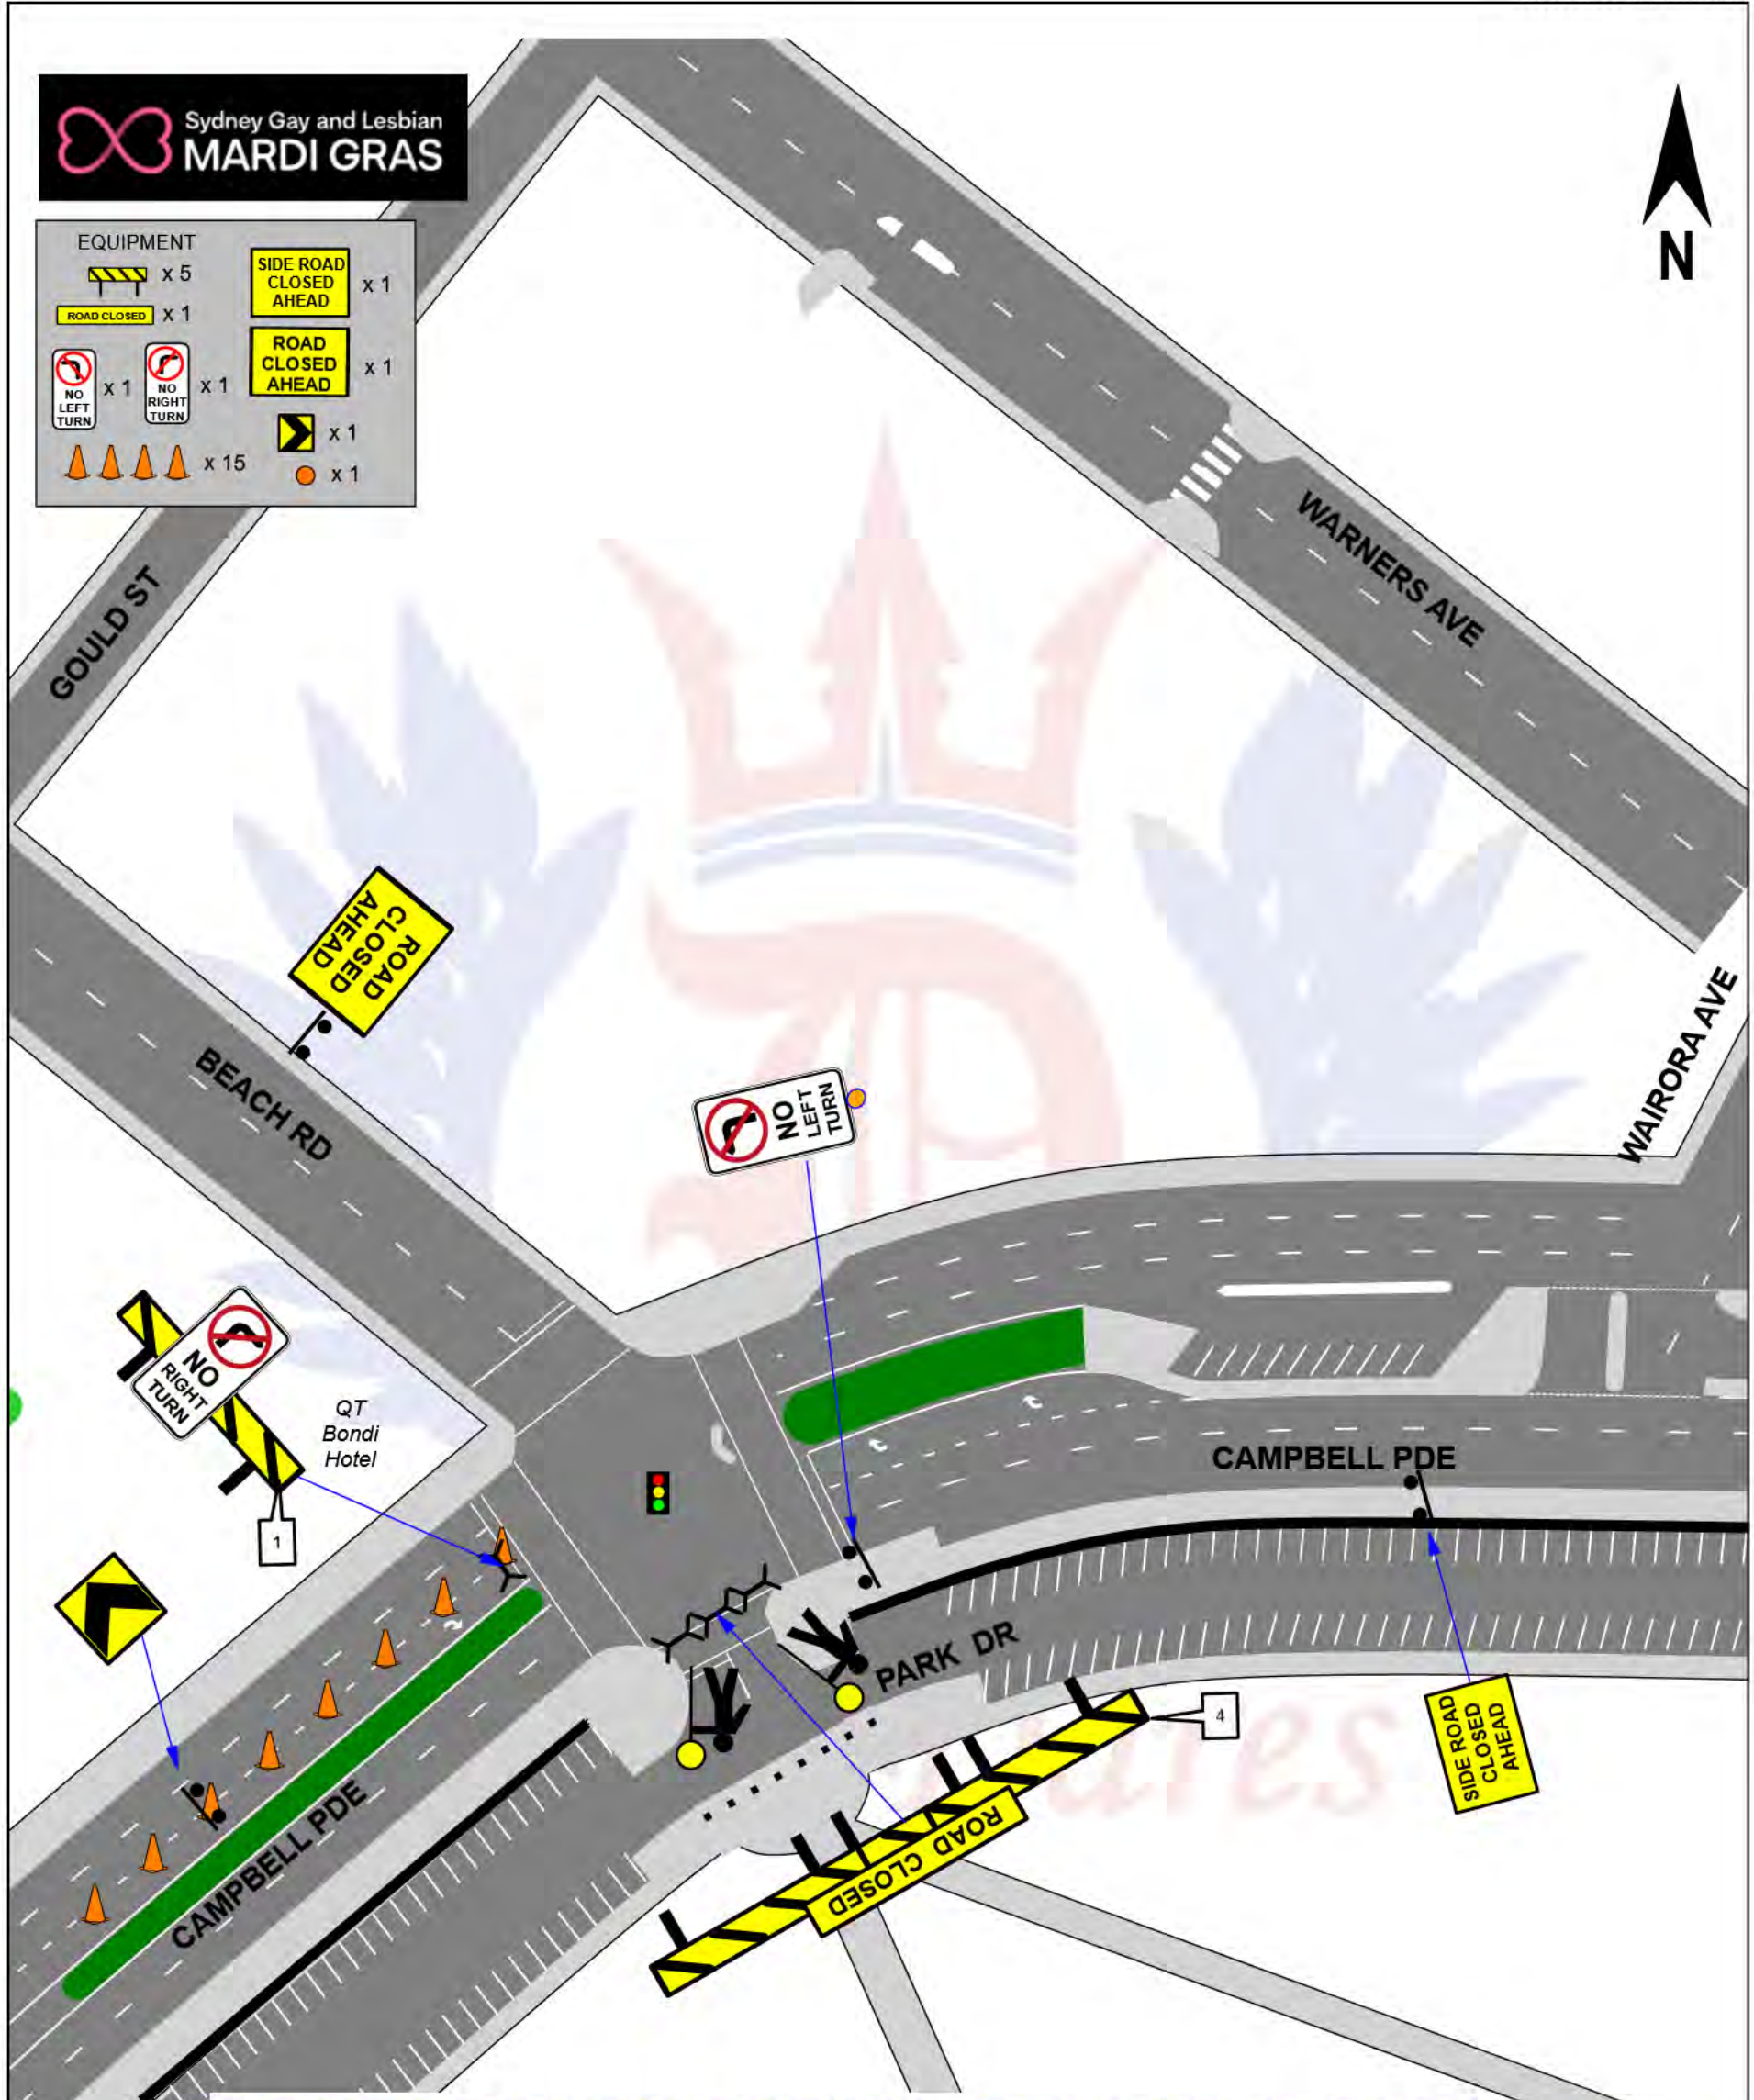 Sydney Gay and Lesbian
MARDI GRAS
N
EQUIPMENT
x 5
ROAD CLOSED x 1
NO
LEFT
TURN
x 1
NO
RIGHT
TURN
x 1
x 15
SIDE ROAD
CLOSED
AHEAD
x 1
ROAD
CLOSED
AHEAD
x 1
x 1
x 1
GOULD ST
WARNERS AVE
ROAD
CLOSED
AHEAD
BEACH RD
WAIRORA AVE
NO
LEFT
TURN
NO
RIGHT
TURN
QT
Bondi
Hotel
1
CAMPBELL PDE
PARK DR
4
SIDE ROAD
CLOSED
AHEAD
CAMPBELL PDE
ROAD CLOSED